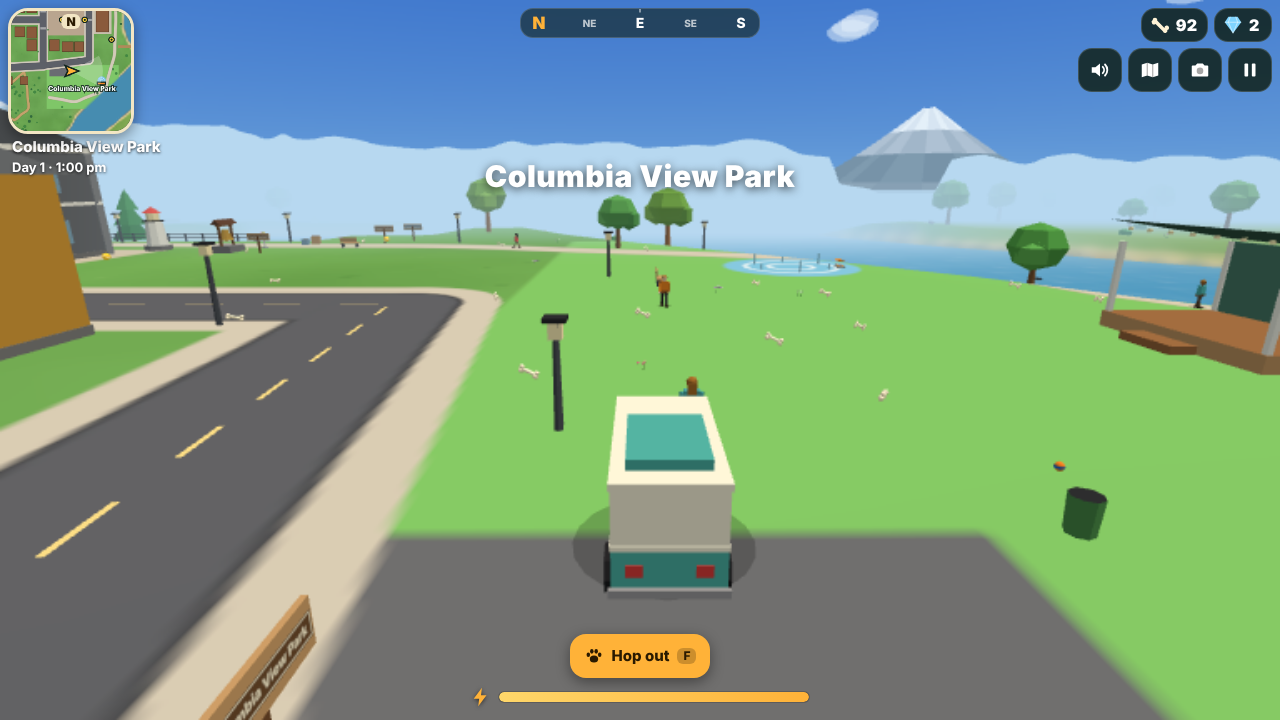 N
Columbia View Park
Columbia View Park
Day 1 · 1:00 pm
N NE E SE S
92
2
Columbia View Park
Hop out F
mbia View Park